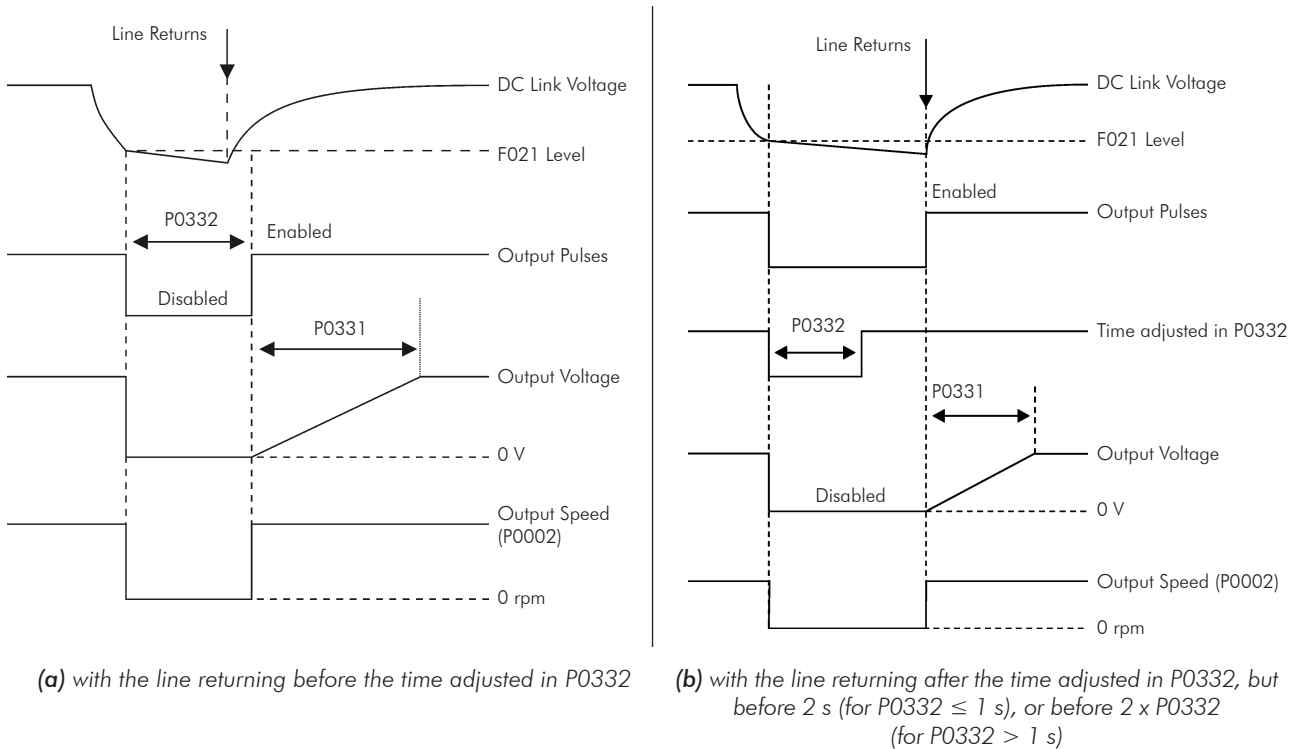 Line Returns
DC Link Voltage
F021 Level
P0332
Enabled
Output Pulses
Disabled
P0331
Output Voltage
0 V
Output Speed
(P0002)
0 rpm
(a) with the line returning before the time adjusted in P0332
Line Returns
DC Link Voltage
F021 Level
Enabled
Output Pulses
P0332
Time adjusted in P0332
P0331
Output Voltage
Disabled
0 V
Output Speed (P0002)
0 rpm
(b) with the line returning after the time adjusted in P0332, but
before 2 s (for P0332 ≤ 1 s), or before 2 x P0332
(for P0332 > 1 s)